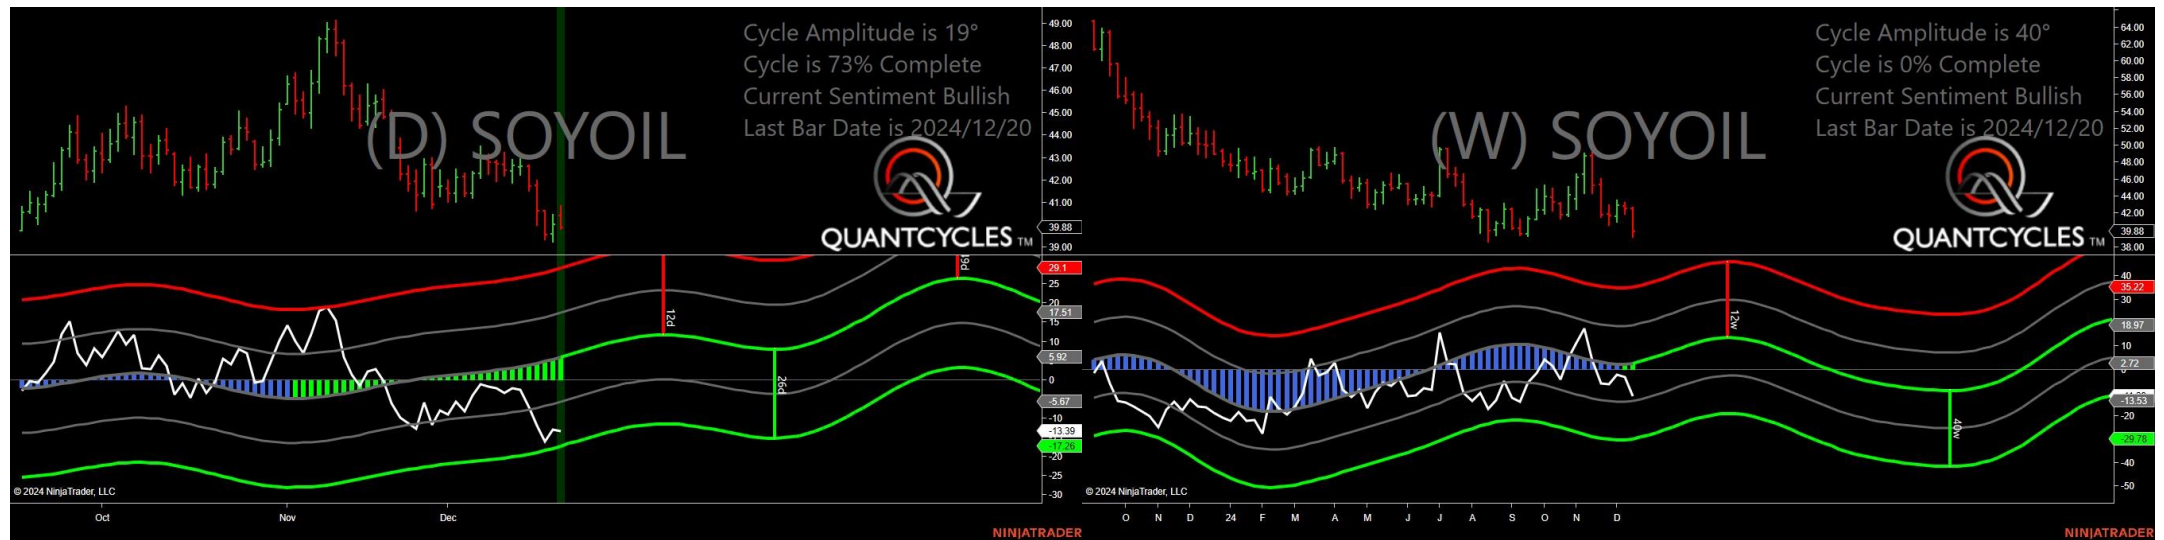 Cycle Amplitude is 19°
Cycle is 73% Complete
Current Sentiment Bullish
Last Bar Date is 2024/12/20
(D) SOYOIL
QUANTCYCLES TM
49.00
48.00
47.00
46.00
45.00
44.00
43.00
42.00
41.00
39.88
39.00
29.1
25
20
17.51
15
10
5.92
0
-5.67
-10
-13.39
-17.26
-20
-25
-30
12d
26d
19d
© 2024 NinjaTrader, LLC
Oct Nov Dec
NINJATRADER
Cycle Amplitude is 40°
Cycle is 0% Complete
Current Sentiment Bullish
Last Bar Date is 2024/12/20
(W) SOYOIL
QUANTCYCLES TM
64.00
62.00
60.00
58.00
56.00
54.00
52.00
50.00
48.00
46.00
44.00
42.00
39.88
38.00
40
35.22
30
18.97
10
2.72
-13.53
-20
-29.78
-40
-50
12w
40w
© 2024 NinjaTrader, LLC
O N D 24 F M A M J J A S O N D
NINJATRADER